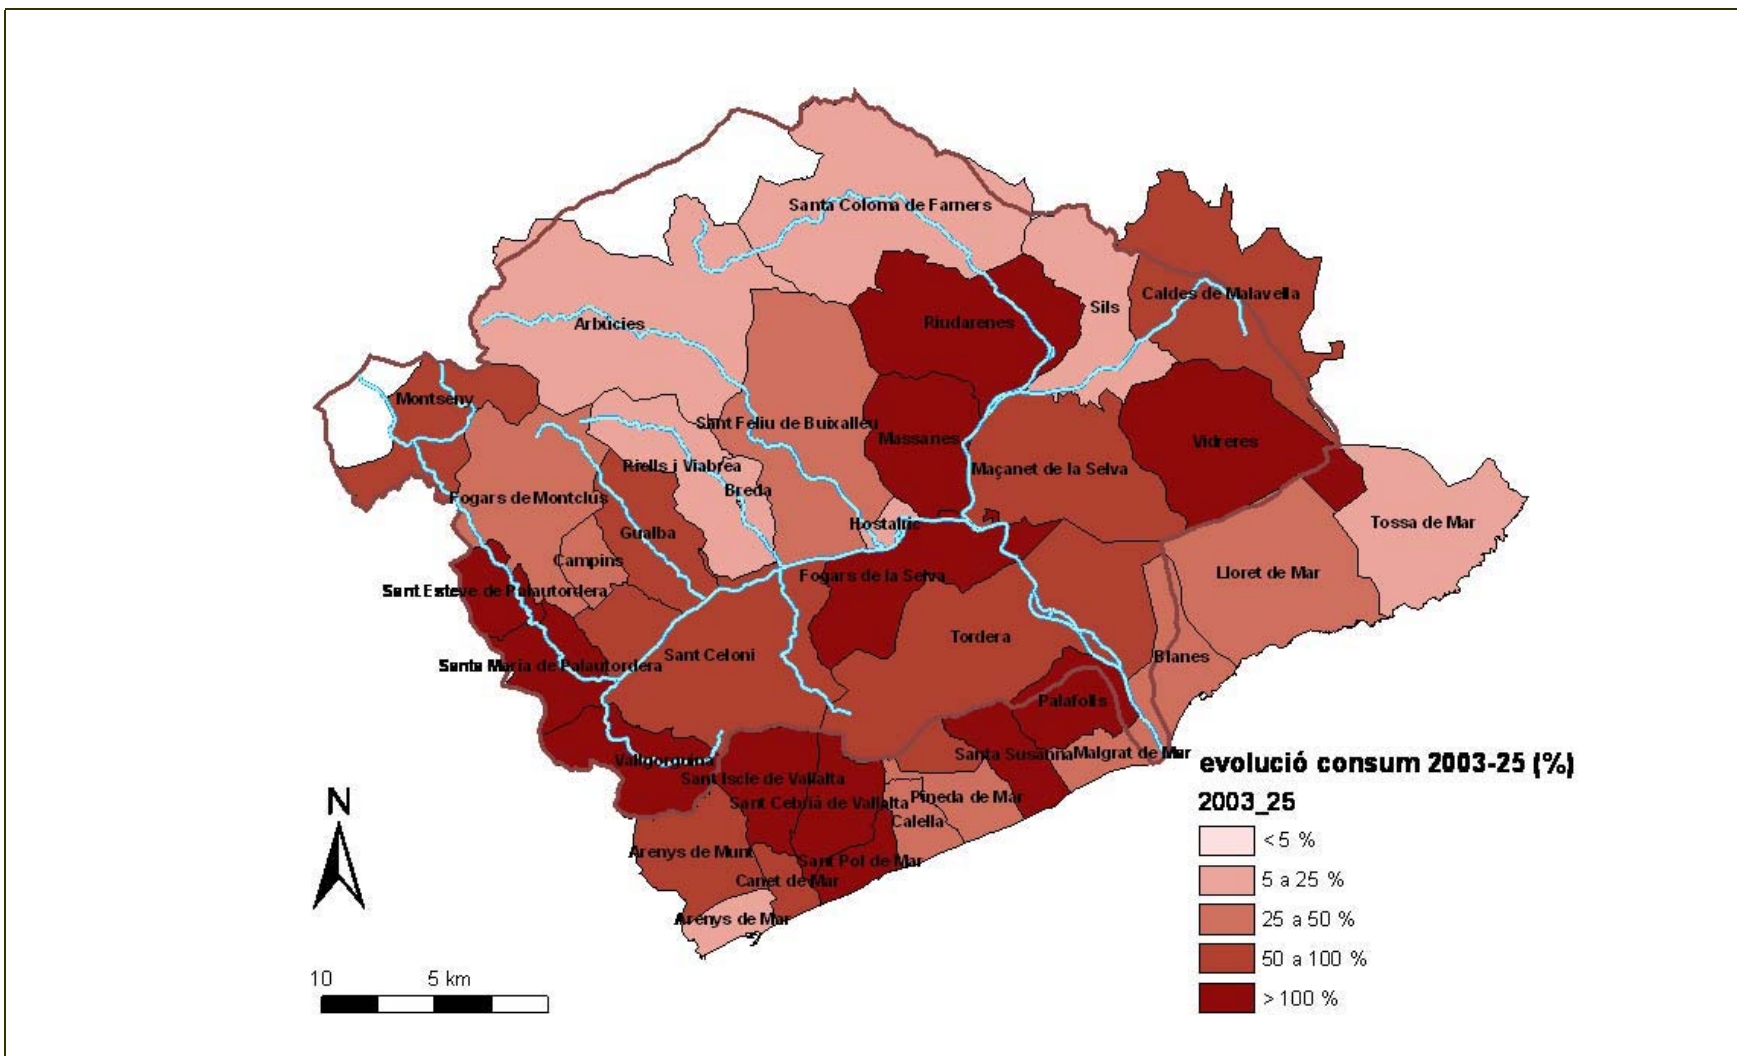 Santa Coloma de Farners
Caldes de Malavella
Sils
Arbúcies
Riudarenes
Montseny
Sant Feliu de Buixalleu
Massanes
Vidreres
Riells i Viabrea
Maçanet de la Selva
Breda
Fogars de Montclús
Hostalric
Tossa de Mar
Gualba
Campins
Fogars de la Selva
Lloret de Mar
Sant Esteve de Palautordera
Tordera
Sant Celoni
Blanes
Santa Maria de Palautordera
Palafolls
Santa Susanna
Malgrat de Mar
Vallgorguina
Sant Iscle de Vallalta
Sant Cebrià de Vallalta
Pineda de Mar
Calella
Arenys de Munt
Sant Pol de Mar
Canet de Mar
Arenys de Mar
N
10 5 km
evolució consum 2003-25 (%)
2003_25
< 5 %
5 a 25 %
25 a 50 %
50 a 100 %
> 100 %